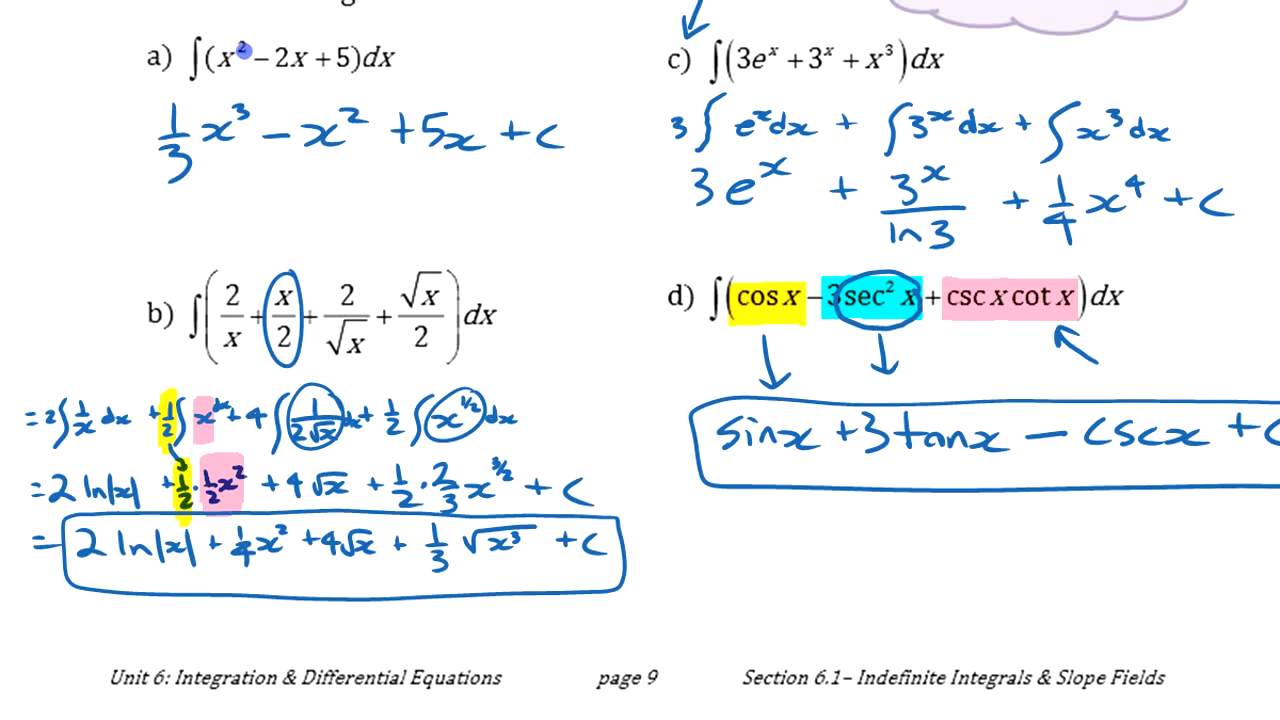 a) ∫(x² – 2x + 5)dx
1/3 x³ – x² + 5x + c
b) ∫(2/x + x/2 + 2/√x + √x/2)dx
= 2∫1/x dx + 1/2∫x dx + 4∫1/(2√x) dx + 1/2∫x^(1/2) dx
= 2 ln|x| + 1/2 · 1/2 x² + 4√x + 1/2 · 2/3 x^(3/2) + C
= 2 ln|x| + 1/4 x² + 4√x + 1/3 √x³ + C
c) ∫(3eˣ + 3ˣ + x³)dx
3∫eˣdx + ∫3ˣdx + ∫x³dx
3eˣ + 3ˣ/ln 3 + 1/4 x⁴ + C
d) ∫(cos x – 3sec² x + csc x cot x)dx
sinx + 3tanx – cscx + C
Unit 6: Integration & Differential Equations page 9 Section 6.1– Indefinite Integrals & Slope Fields